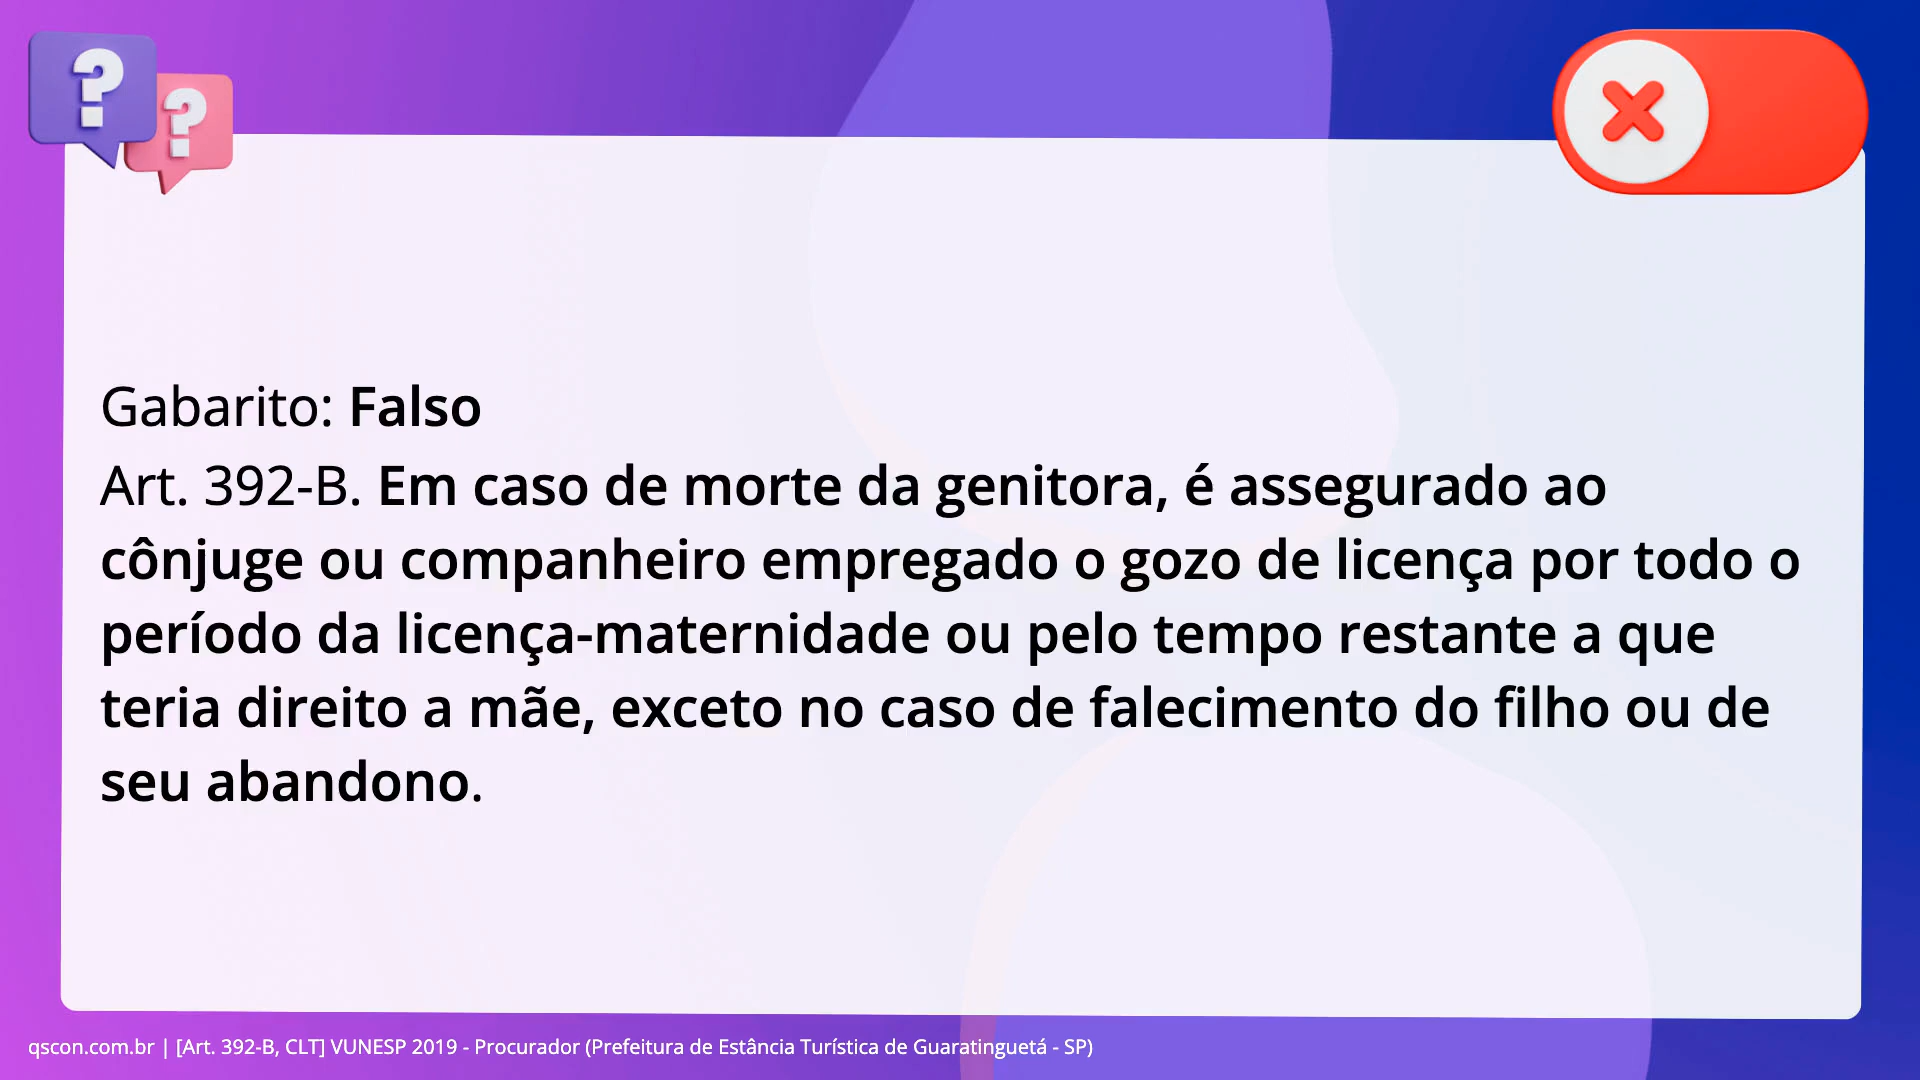 ?
?
Gabarito: Falso
Art. 392-B. Em caso de morte da genitora, é assegurado ao
cônjuge ou companheiro empregado o gozo de licença por todo o
período da licença-maternidade ou pelo tempo restante a que
teria direito a mãe, exceto no caso de falecimento do filho ou de
seu abandono.
qscon.com.br | [Art. 392-B, CLT] VUNESP 2019 - Procurador (Prefeitura de Estância Turística de Guaratinguetá - SP)